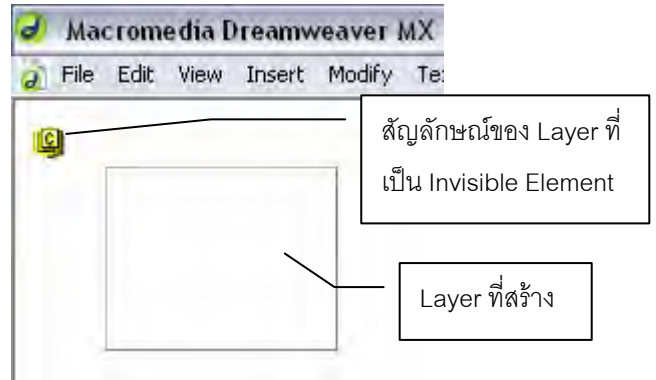 Macromedia Dreamweaver MX
File Edit View Insert Modify
C
สัญลักษณ์ของ Layer ที่
เป็น Invisible Element
Layer ที่สร้าง